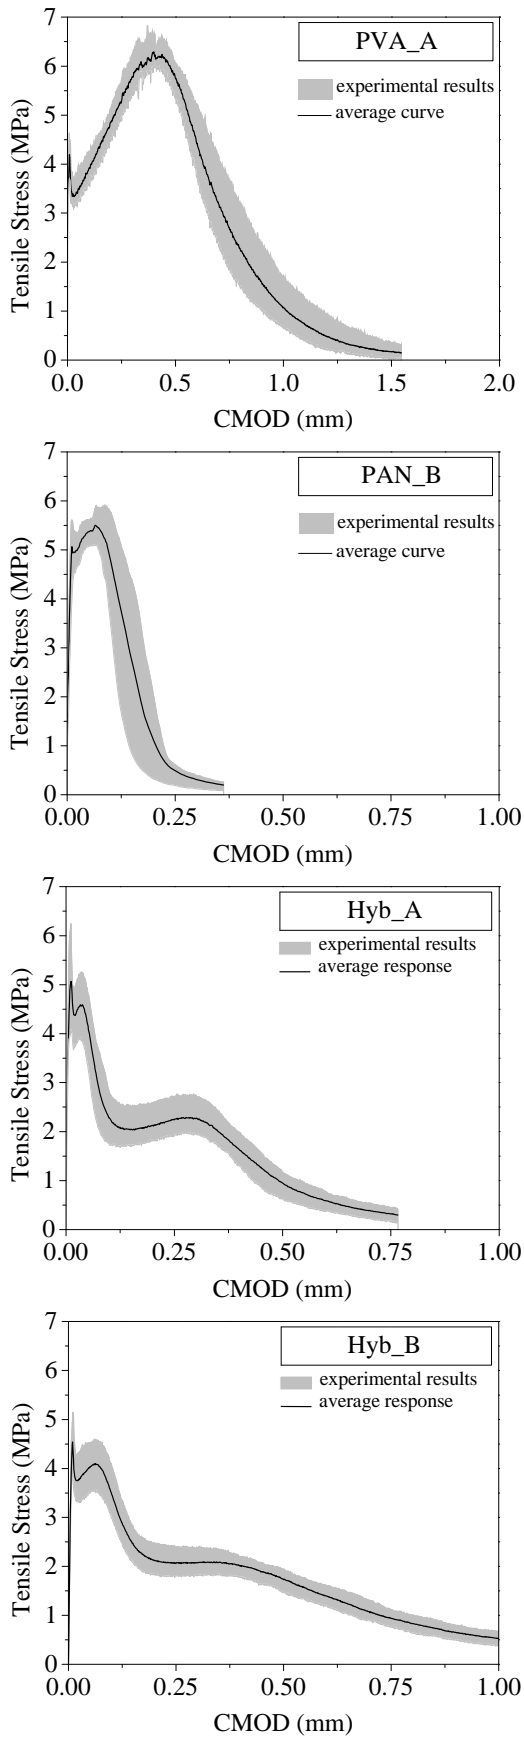 PVA_A
experimental results
average curve
7
6
5
4
3
2
1
0
Tensile Stress (MPa)
0.0 0.5 1.0 1.5 2.0
CMOD (mm)
PAN_B
experimental results
average curve
7
6
5
4
3
2
1
0
Tensile Stress (MPa)
0.00 0.25 0.50 0.75 1.00
CMOD (mm)
Hyb_A
experimental results
average response
7
6
5
4
3
2
1
0
Tensile Stress (MPa)
0.00 0.25 0.50 0.75 1.00
CMOD (mm)
Hyb_B
experimental results
average response
7
6
5
4
3
2
1
0
Tensile Stress (MPa)
0.00 0.25 0.50 0.75 1.00
CMOD (mm)